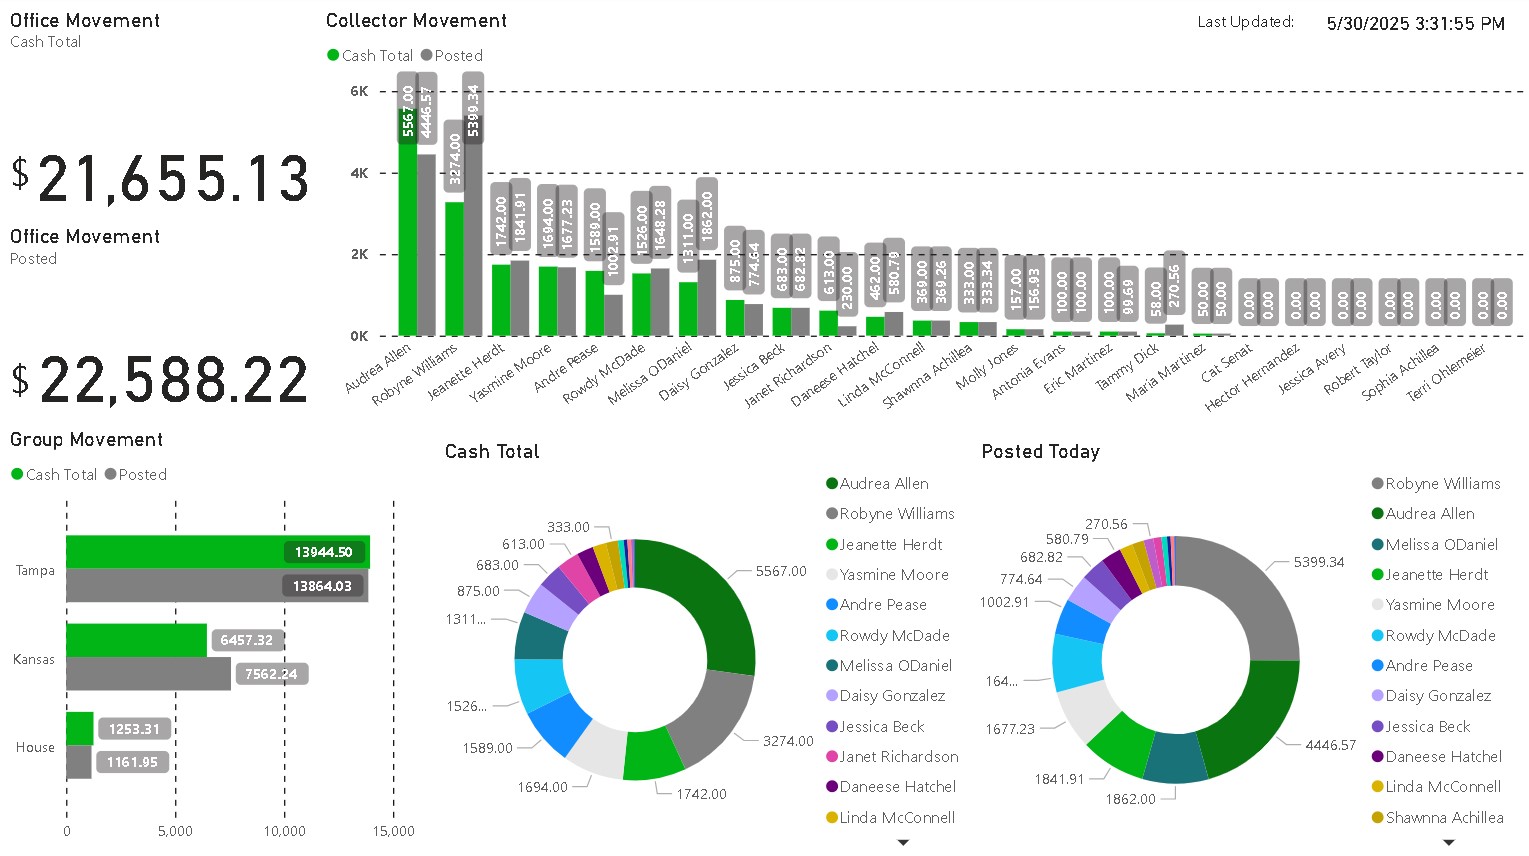 Office Movement
Cash Total
$ 21,655.13
Office Movement
Posted
$ 22,588.22
Collector Movement
Cash Total Posted
Last Updated: 5/30/2025 3:31:55 PM
6K
4K
2K
0K
5567.00 4446.57 3274.00 5399.34 1742.00 1841.91 1694.00 1677.23 1589.00 1002.91 1526.00 1648.28 1311.00 1862.00 875.00 774.64 683.00 682.82 613.00 230.00 462.00 580.79 369.00 369.26 333.00 333.34 157.00 156.93 100.00 100.00 100.00 99.69 58.00 270.56 50.00 50.00 0.00 0.00 0.00 0.00 0.00 0.00 0.00 0.00 0.00 0.00 0.00 0.00
Audrea Allen
Robyne Williams
Jeanette Herdt
Yasmine Moore
Andre Pease
Rowdy McDade
Melissa ODaniel
Daisy Gonzalez
Jessica Beck
Janet Richardson
Daneese Hatchel
Linda McConnell
Shawnna Achillea
Molly Jones
Antonia Evans
Eric Martinez
Tammy Dick
Maria Martinez
Cat Senat
Hector Hernandez
Jessica Avery
Robert Taylor
Sophia Achillea
Terri Ohlemeier
Group Movement
Cash Total Posted
Tampa
13944.50
13864.03
Kansas
6457.32
7562.24
House
1253.31
1161.95
0 5,000 10,000 15,000
Cash Total
333.00
613.00
683.00
875.00
1311...
1526...
1589.00
1694.00
1742.00
3274.00
5567.00
Audrea Allen
Robyne Williams
Jeanette Herdt
Yasmine Moore
Andre Pease
Rowdy McDade
Melissa ODaniel
Daisy Gonzalez
Jessica Beck
Janet Richardson
Daneese Hatchel
Linda McConnell
Posted Today
270.56
580.79
682.82
774.64
1002.91
164...
1677.23
1841.91
1862.00
4446.57
5399.34
Robyne Williams
Audrea Allen
Melissa ODaniel
Jeanette Herdt
Yasmine Moore
Rowdy McDade
Andre Pease
Daisy Gonzalez
Jessica Beck
Daneese Hatchel
Linda McConnell
Shawnna Achillea